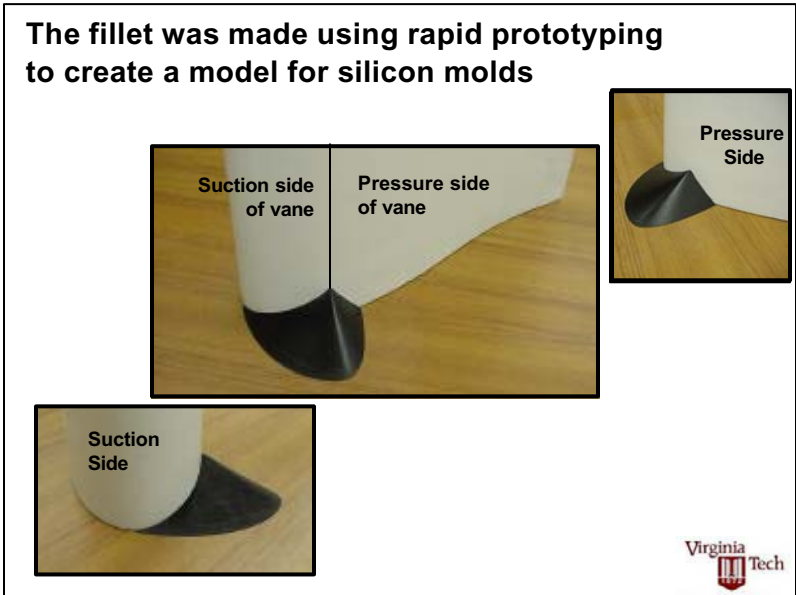 The fillet was made using rapid prototyping
to create a model for silicon molds
Pressure
Side
Suction side
of vane
Pressure side
of vane
Suction
Side
Virginia
Tech
1872